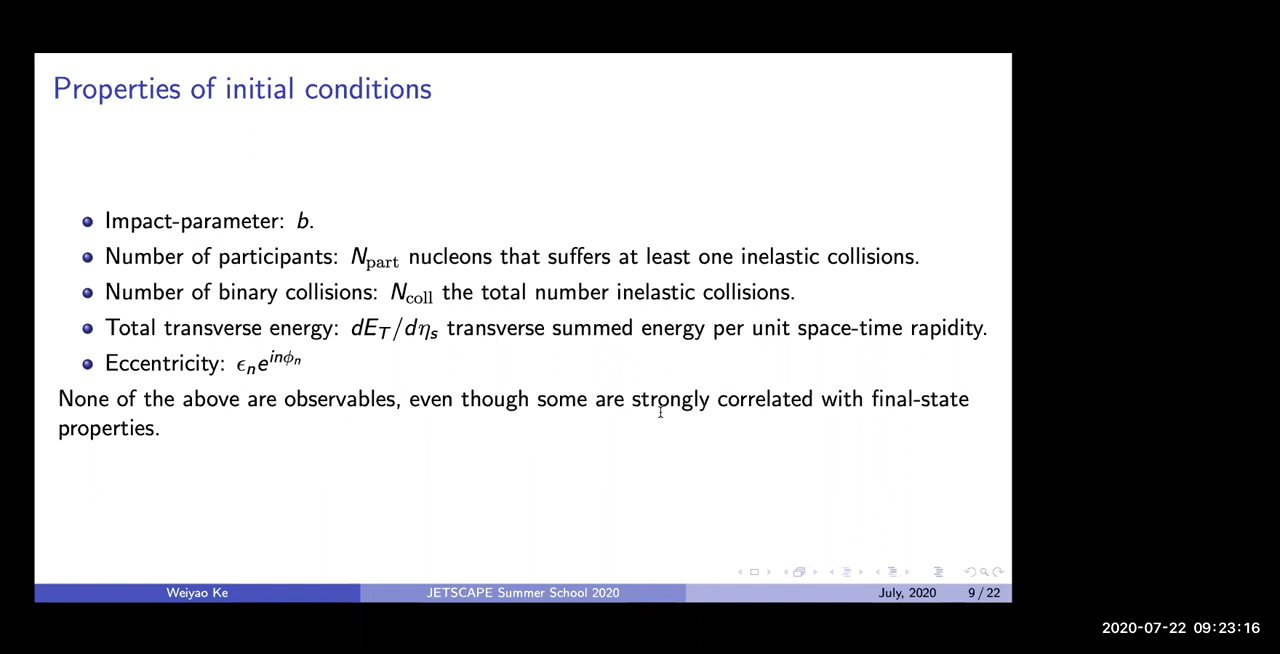 Properties of initial conditions
Impact-parameter: b.
Number of participants: N_part nucleons that suffers at least one inelastic collisions.
Number of binary collisions: N_coll the total number inelastic collisions.
Total transverse energy: dE_T/dη_s transverse summed energy per unit space-time rapidity.
Eccentricity: ϵ_n e^{inϕ_n}
None of the above are observables, even though some are strongly correlated with final-state
properties.
Weiyao Ke JETSCAPE Summer School 2020 July, 2020 9 / 22
2020-07-22 09:23:16